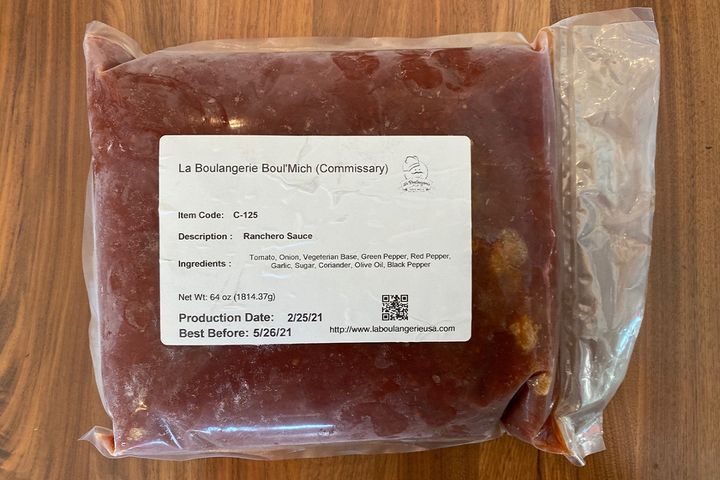 La Boulangerie Boul'Mich (Commissary)
La Boulangerie
Item Code: C-125
Description : Ranchero Sauce
Ingredients : Tomato, Onion, Vegeterian Base, Green Pepper, Red Pepper,
Garlic, Sugar, Coriander, Olive Oil, Black Pepper
Net Wt: 64 oz (1814.37g)
Production Date: 2/25/21
Best Before: 5/26/21
http://www.laboulangerieusa.com